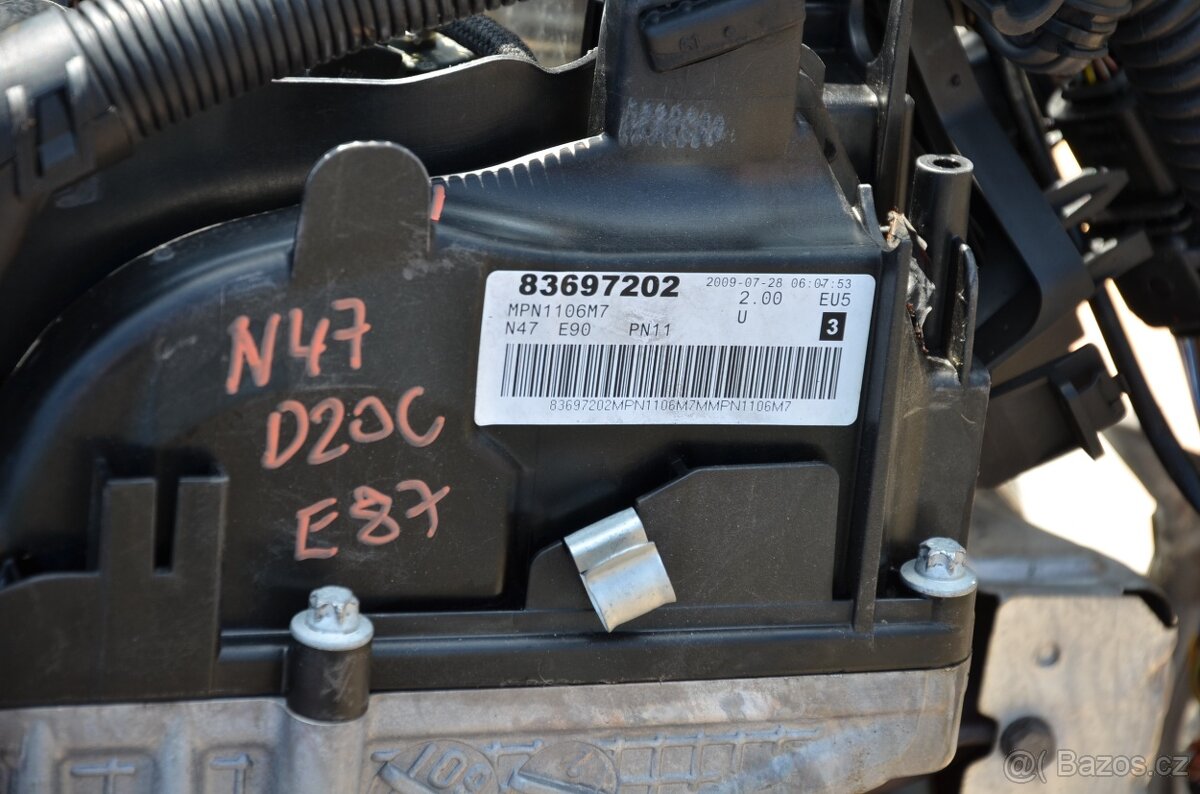 61
83697202 2009-07-28 06:07:53
MPN1106M7 2.00 EU5
N47 E90 PN11 U 3
83697202MPN1106M7MMPN1106M7
N47
D20C
E87
@( Bazos.cz